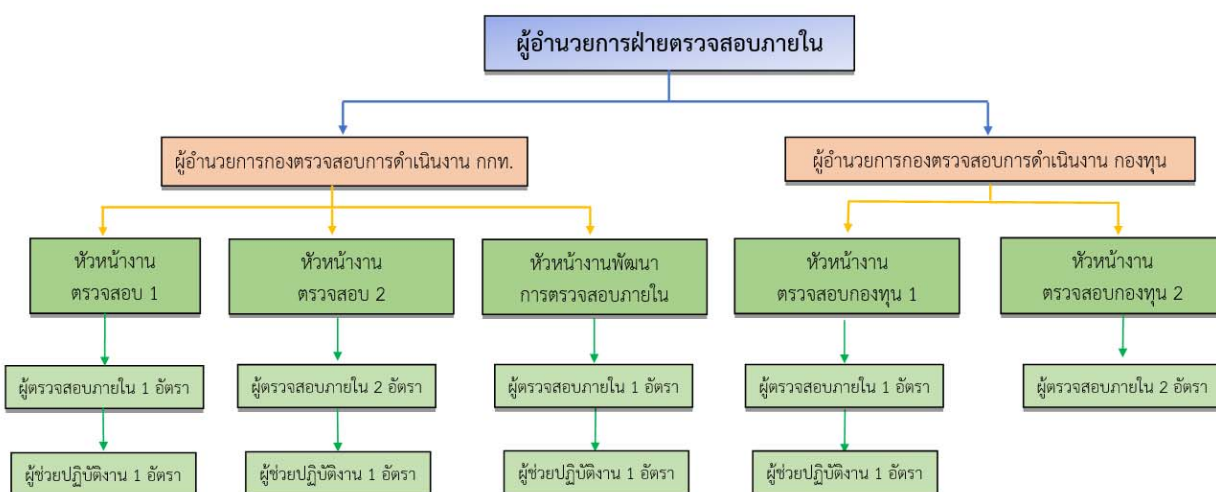 ผู้อำนวยการฝ่ายตรวจสอบภายใน
ผู้อำนวยการกองตรวจสอบการดำเนินงาน กกท.
ผู้อำนวยการกองตรวจสอบการดำเนินงาน กองทุน
หัวหน้างาน
ตรวจสอบ 1
หัวหน้างาน
ตรวจสอบ 2
หัวหน้างานพัฒนา
การตรวจสอบภายใน
หัวหน้างาน
ตรวจสอบกองทุน 1
หัวหน้างาน
ตรวจสอบกองทุน 2
ผู้ตรวจสอบภายใน 1 อัตรา
ผู้ตรวจสอบภายใน 2 อัตรา
ผู้ตรวจสอบภายใน 1 อัตรา
ผู้ตรวจสอบภายใน 1 อัตรา
ผู้ตรวจสอบภายใน 2 อัตรา
ผู้ช่วยปฏิบัติงาน 1 อัตรา
ผู้ช่วยปฏิบัติงาน 1 อัตรา
ผู้ช่วยปฏิบัติงาน 1 อัตรา
ผู้ช่วยปฏิบัติงาน 1 อัตรา